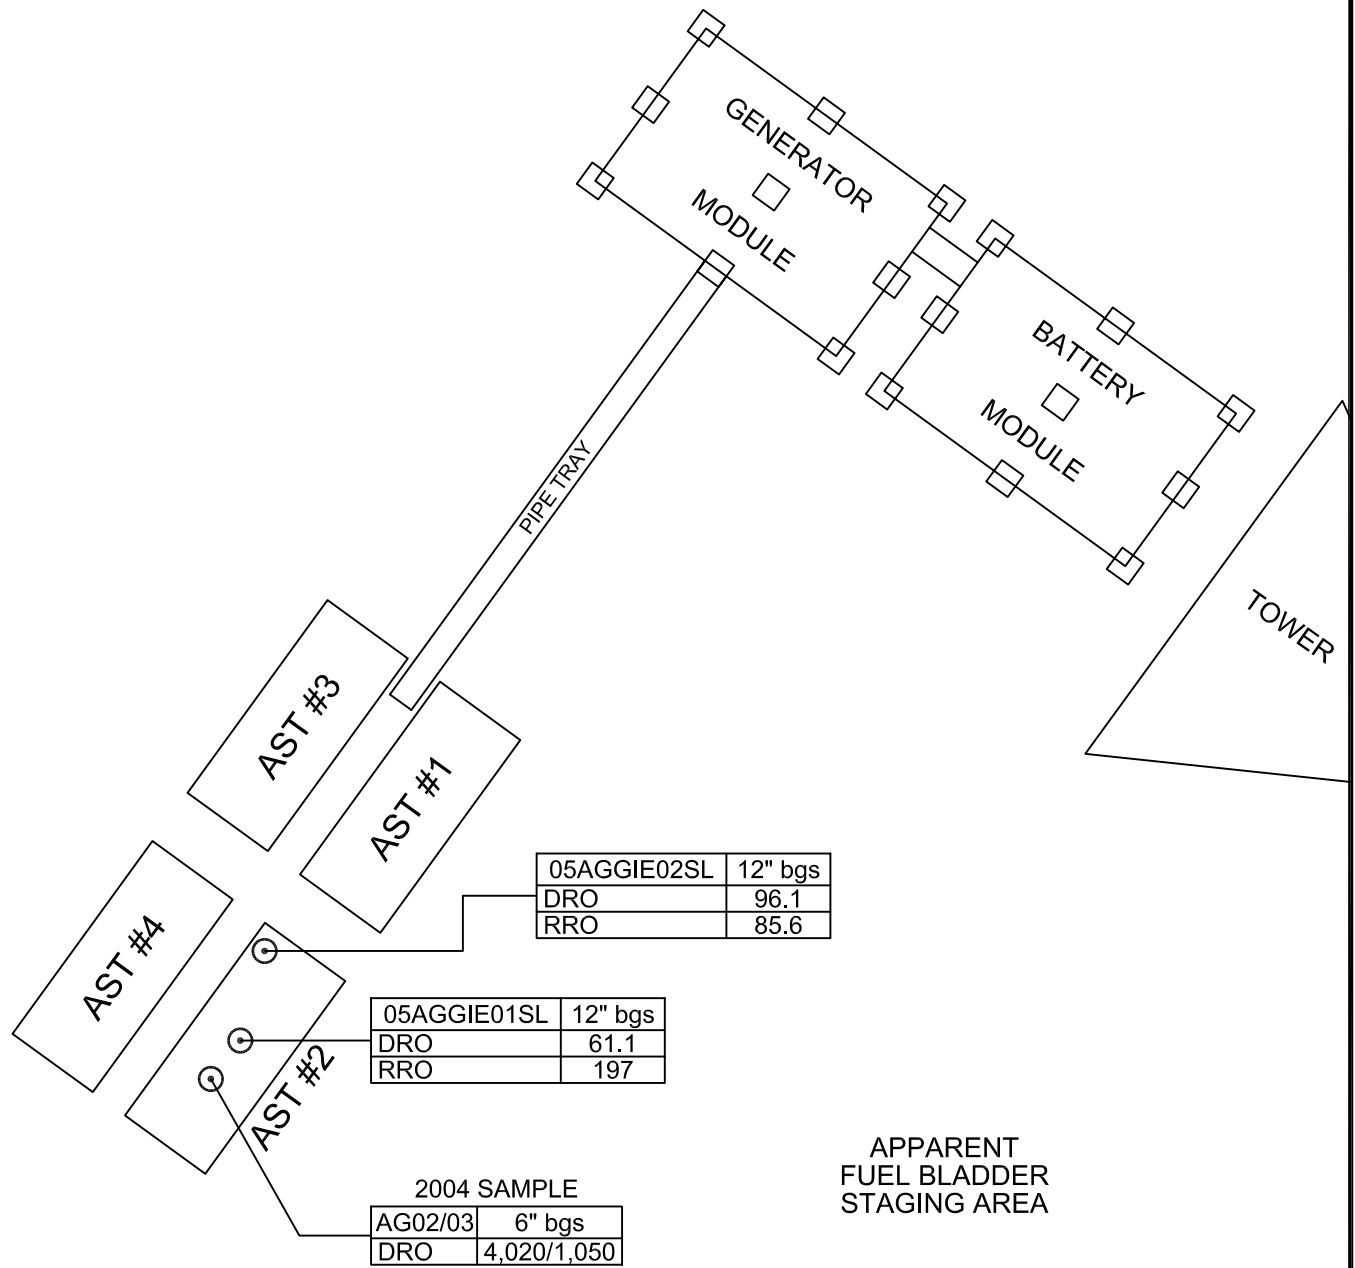 GENERATOR
MODULE
BATTERY
MODULE
PIPE TRAY
TOWER
AST #3
AST #1
05AGGIE02SL 12" bgs
DRO 96.1
RRO 85.6
AST #4
05AGGIE01SL 12" bgs
DRO 61.1
RRO 197
AST #2
2004 SAMPLE
AG02/03 6" bgs
DRO 4,020/1,050
APPARENT
FUEL BLADDER
STAGING AREA